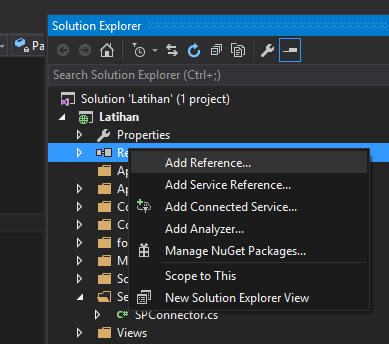 Pa
Solution Explorer
Search Solution Explorer (Ctrl+;)
Solution 'Latihan' (1 project)
Latihan
Properties
Re
Add Reference...
Ap
Add Service Reference...
Ap
Add Connected Service...
Co
Add Analyzer...
Co
Manage NuGet Packages...
fo
M
Scope to This
Sc
New Solution Explorer View
Se
C# SPConnector.cs
Views